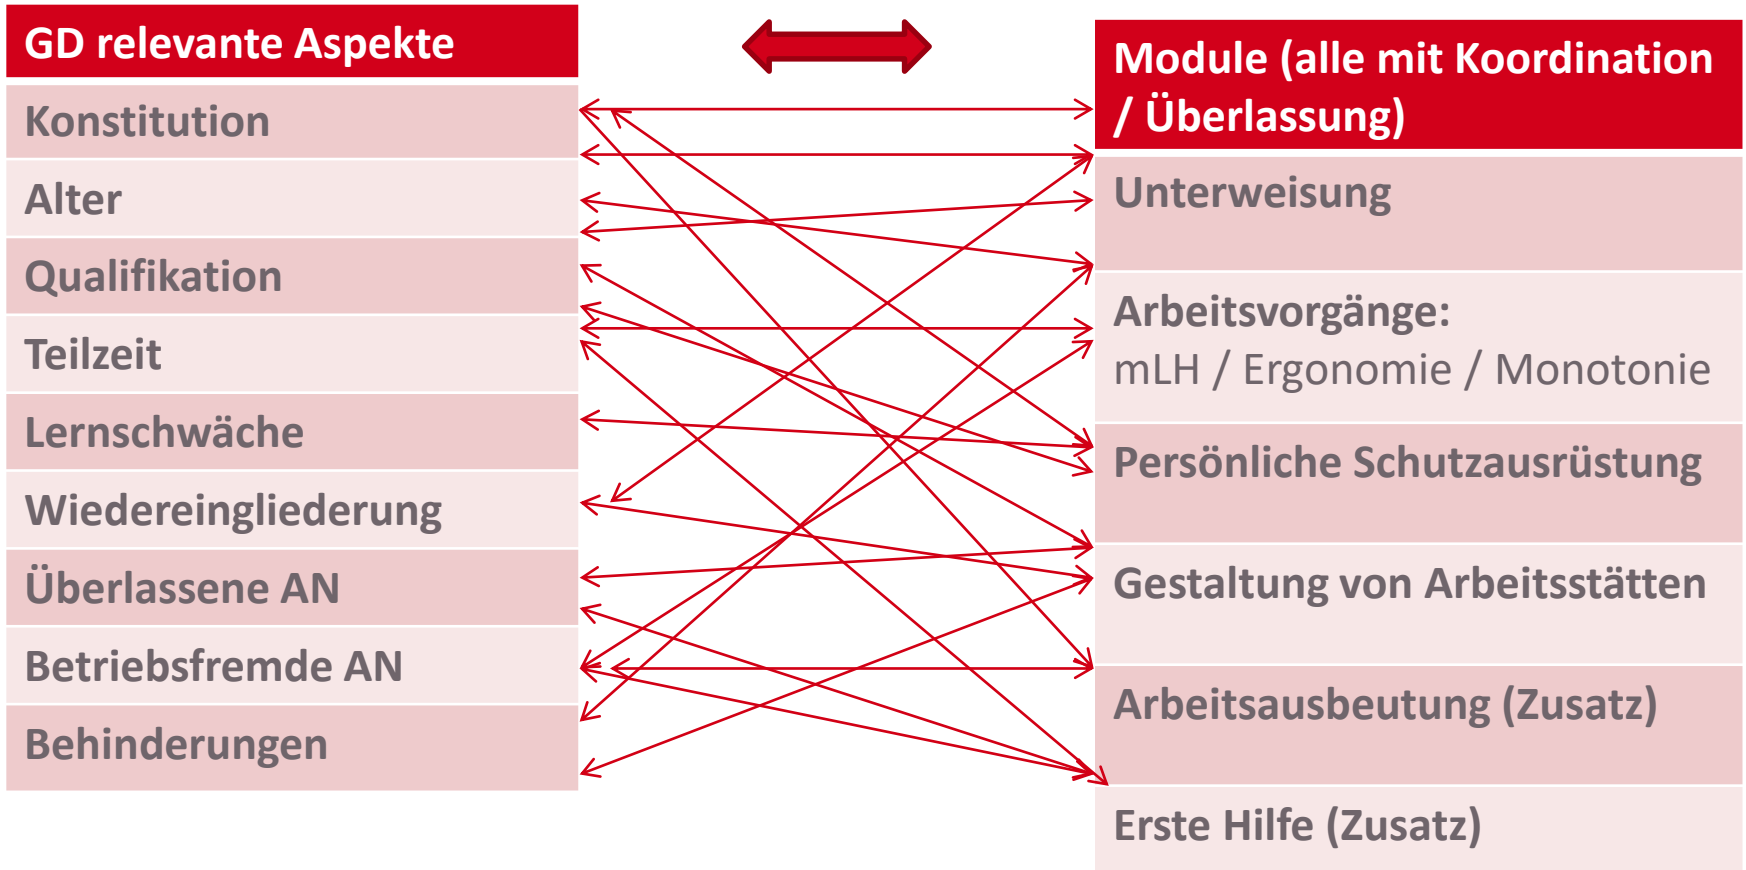 GD relevante Aspekte
Konstitution
Alter
Qualifikation
Teilzeit
Lernschwäche
Wiedereingliederung
Überlassene AN
Betriebsfremde AN
Behinderungen
Module (alle mit Koordination
/ Überlassung)
Unterweisung
Arbeitsvorgänge:
mLH / Ergonomie / Monotonie
Persönliche Schutzausrüstung
Gestaltung von Arbeitsstätten
Arbeitsausbeutung (Zusatz)
Erste Hilfe (Zusatz)